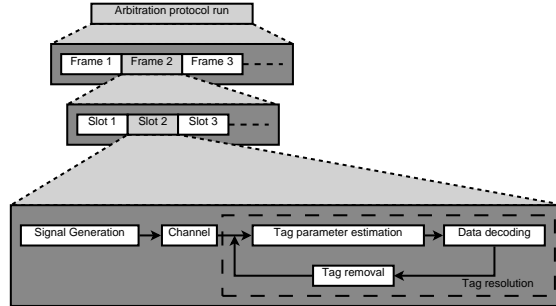 Arbitration protocol run
Frame 1 Frame 2 Frame 3
Slot 1 Slot 2 Slot 3
Signal Generation Channel Tag parameter estimation Data decoding
Tag removal
Tag resolution